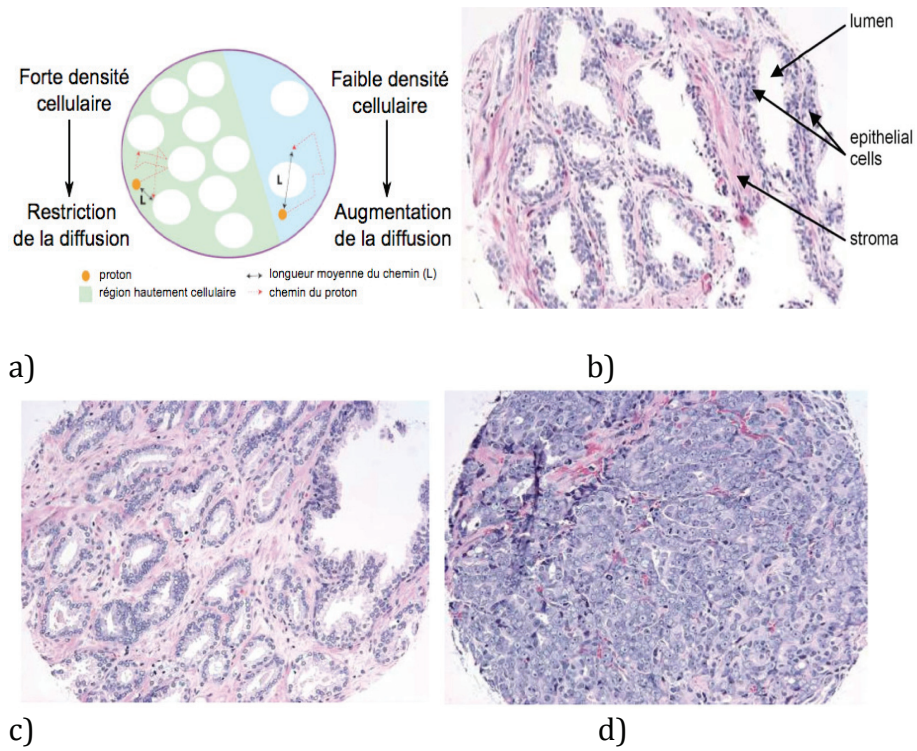 Forte densité
cellulaire
Restriction
de la diffusion
L
L
Faible densité
cellulaire
Augmentation
de la diffusion
proton
région hautement cellulaire
longueur moyenne du chemin (L)
chemin du proton
lumen
epithelial
cells
stroma
a)
b)
c)
d)